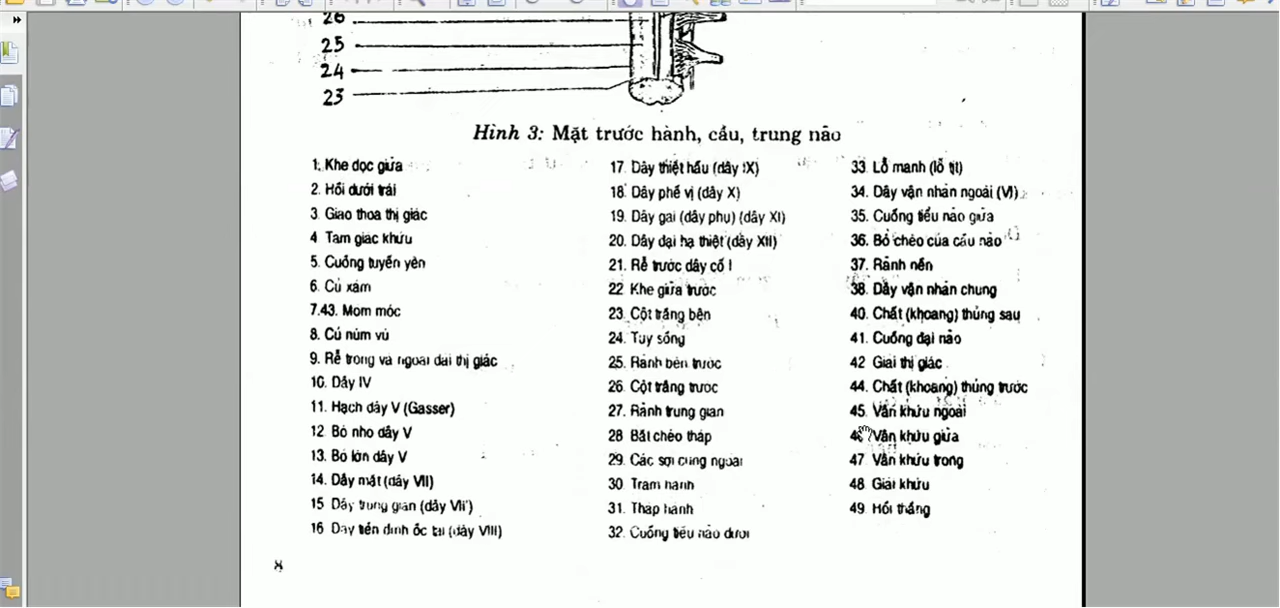 26
25
24
23
Hình 3: Mặt trước hành, cầu, trung não
1. Khe dọc giữa
2. Hồi dưới trái
3. Giao thoa thị giác
4 Tam giác khứu
5. Cuống tuyến yên
6. Củ xám
7.43. Mom móc
8. Củ núm vú
9. Rễ trong và ngoài dải thị giác
10. Dây IV
11. Hạch dây V (Gasser)
12 Bó nhỏ dây V
13. Bó lớn dây V
14. Dây mặt (dây VII)
15 Dây trung gian (dây VII')
16 Dây tiền đình ốc tai (dây VIII)
17. Dây thiệt hầu (dây IX)
18. Dây phế vị (dây X)
19. Dây gai (dây phụ) (dây XI)
20. Dây đại hạ thiệt (dây XII)
21. Rễ trước dây cổ I
22 Khe giữa trước
23. Cột trắng bên
24. Tuỷ sống
25. Rãnh bên trước
26. Cột trắng trước
27. Rãnh trung gian
28 Bắt chéo tháp
29. Các sợi cung ngoài
30. Trám hành
31. Tháp hành
32. Cuống tiểu não dưới
33. Lỗ manh (lỗ tịt)
34. Dây vận nhãn ngoài (VI)
35. Cuống tiểu não giữa
36. Bó chéo của cầu não
37. Rãnh nền
38. Dây vận nhãn chung
40. Chất (khoang) thủng sau
41. Cuống đại não
42 Giải thị giác
44. Chất (khoang) thủng trước
45. Vân khứu ngoài
46 Vân khứu giữa
47. Vân khứu trong
48 Giải khứu
49. Hồi thẳng
8